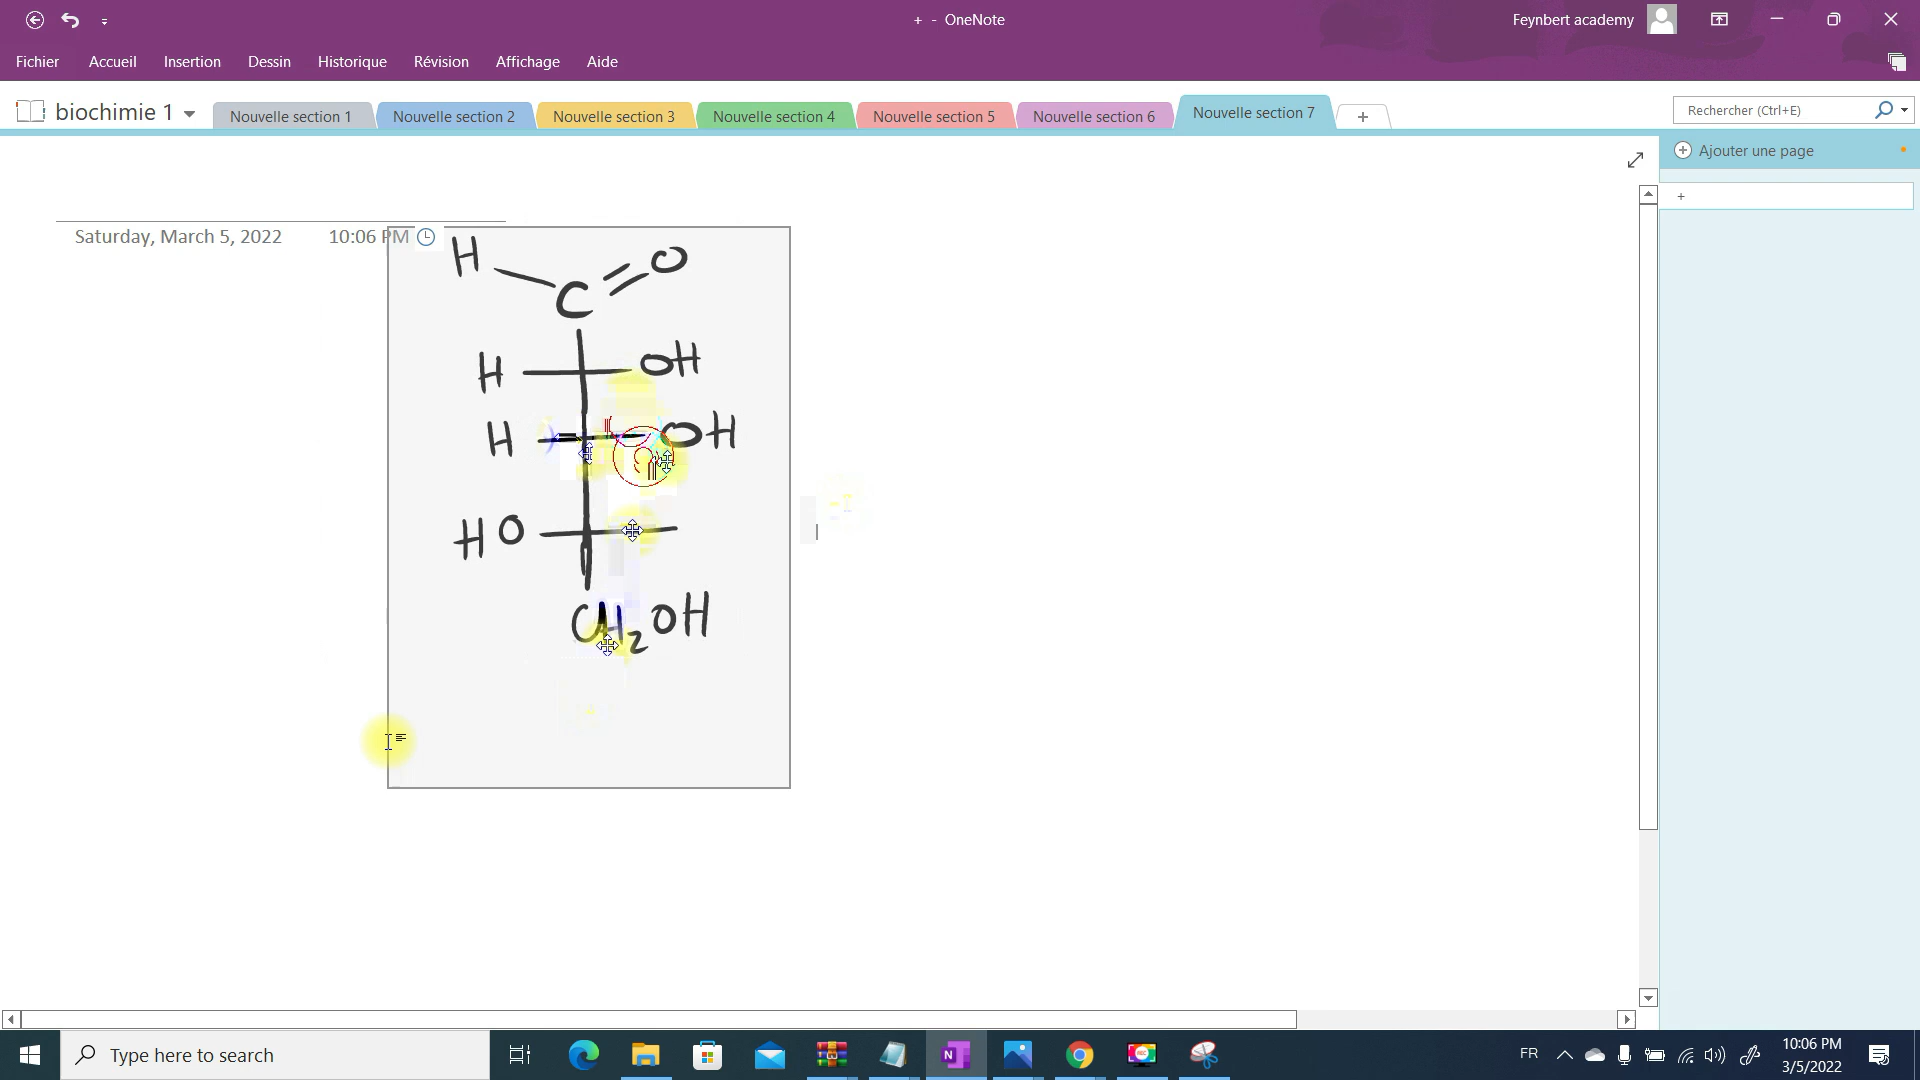 + - OneNote
Feynbert academy
Fichier Accueil Insertion Dessin Historique Révision Affichage Aide
biochimie 1
Nouvelle section 1 Nouvelle section 2 Nouvelle section 3 Nouvelle section 4 Nouvelle section 5 Nouvelle section 6 Nouvelle section 7 +
Rechercher (Ctrl+E)
Ajouter une page
+
Saturday, March 5, 2022 10:06 PM
H O
C
H OH
H OH
HO
CH₂OH
Type here to search
FR
10:06 PM
3/5/2022